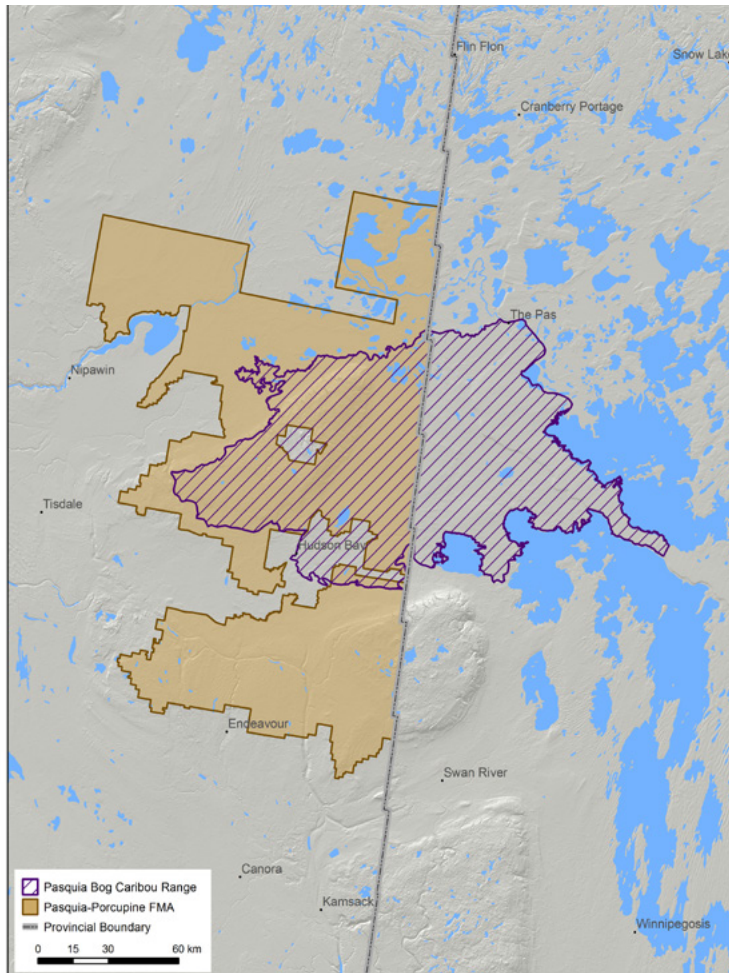 Flin Flon
Snow Lake
Cranberry Portage
The Pas
Nipawin
Tisdale
Hudson Bay
Endeavour
Swan River
Canora
Kamsack
Winnipegosis
Pasquia Bog Caribou Range
Pasquia-Porcupine FMA
Provincial Boundary
0 15 30 60 km